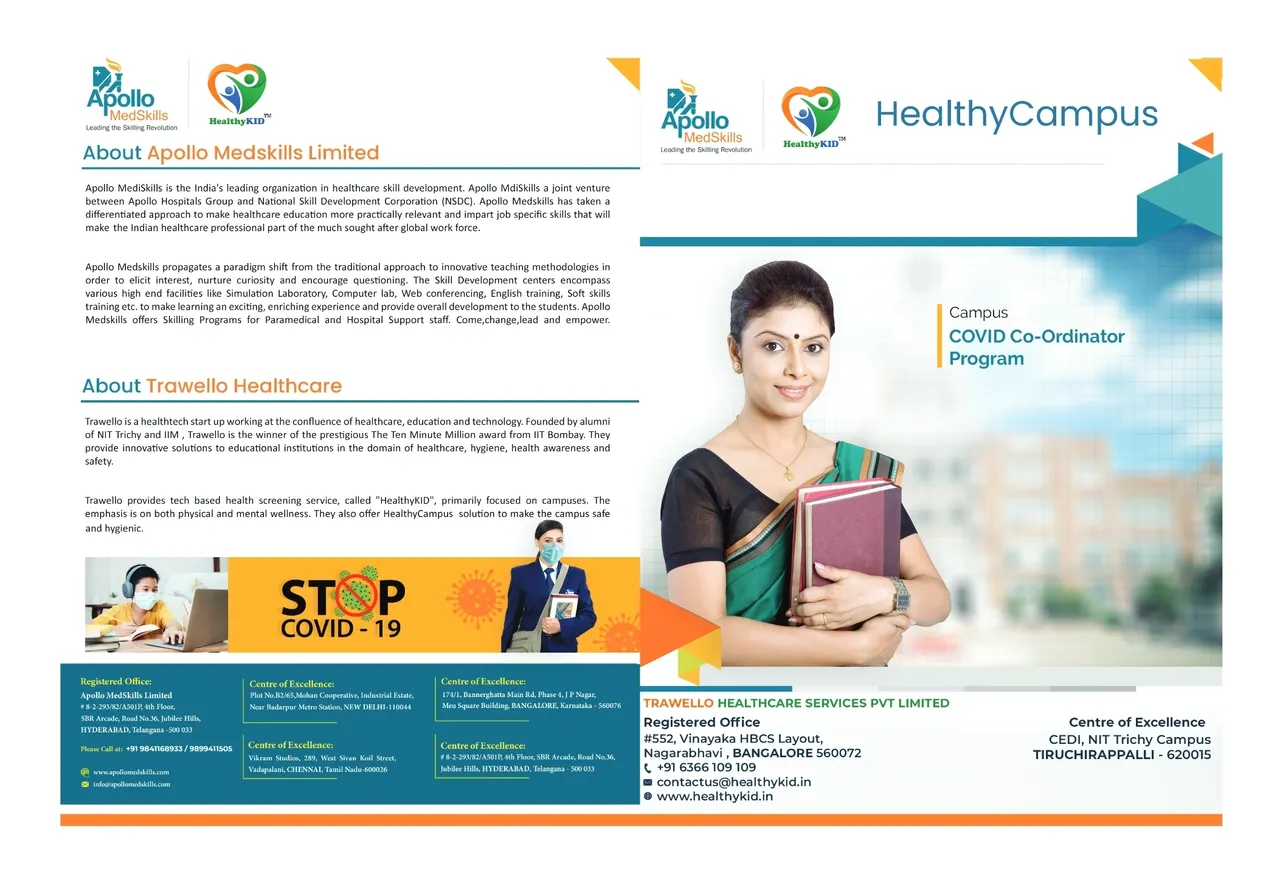 Apollo
MedSkills
Leading the Skilling Revolution
HealthyKID™
About Apollo Medskills Limited
Apollo MediSkills is the India's leading organization in healthcare skill development. Apollo MdiSkills a joint venture
between Apollo Hospitals Group and National Skill Development Corporation (NSDC). Apollo Medskills has taken a
differentiated approach to make healthcare education more practically relevant and impart job specific skills that will
make the Indian healthcare professional part of the much sought after global work force.
Apollo Medskills propagates a paradigm shift from the traditional approach to innovative teaching methodologies in
order to elicit interest, nurture curiosity and encourage questioning. The Skill Development centers encompass
various high end facilities like Simulation Laboratory, Computer lab, Web conferencing, English training, Soft skills
training etc. to make learning an exciting, enriching experience and provide overall development to the students. Apollo
Medskills offers Skilling Programs for Paramedical and Hospital Support staff. Come,change,lead and empower.
About Trawello Healthcare
Trawello is a healthtech start up working at the confluence of healthcare, education and technology. Founded by alumni
of NIT Trichy and IIM , Trawello is the winner of the prestigious The Ten Minute Million award from IIT Bombay. They
provide innovative solutions to educational institutions in the domain of healthcare, hygiene, health awareness and
safety.
Trawello provides tech based health screening service, called "HealthyKID", primarily focused on campuses. The
emphasis is on both physical and mental wellness. They also offer HealthyCampus solution to make the campus safe
and hygienic.
STOP
COVID - 19
Registered Office:
Apollo MedSkills Limited
# 8-2-293/82/A501P, 4th Floor,
SBR Arcade, Road No.36, Jubilee Hills,
HYDERABAD, Telangana -500 033
Please Call at: +91 9841168933 / 9899411505
www.apollomedskills.com
info@apollomedskills.com
Centre of Excellence:
Plot No.B2/65,Mohan Cooperative, Industrial Estate,
Near Badarpur Metro Station, NEW DELHI-110044
Centre of Excellence:
Vikram Studios, 289, West Sivan Koil Street,
Vadapalani, CHENNAI, Tamil Nadu-600026
Centre of Excellence:
174/1, Bannerghatta Main Rd, Phase 4, J P Nagar,
Meu Square Building, BANGALORE, Karnataka - 560076
Centre of Excellence:
# 8-2-293/82/A501P, 4th Floor, SBR Arcade, Road No.36,
Jubilee Hills, HYDERABAD, Telangana - 500 033
Apollo
MedSkills
Leading the Skilling Revolution
HealthyKID™
HealthyCampus
Campus
COVID Co-Ordinator
Program
TRAWELLO HEALTHCARE SERVICES PVT LIMITED
Registered Office
#552, Vinayaka HBCS Layout,
Nagarabhavi , BANGALORE 560072
+91 6366 109 109
contactus@healthykid.in
www.healthykid.in
Centre of Excellence
CEDI, NIT Trichy Campus
TIRUCHIRAPPALLI - 620015